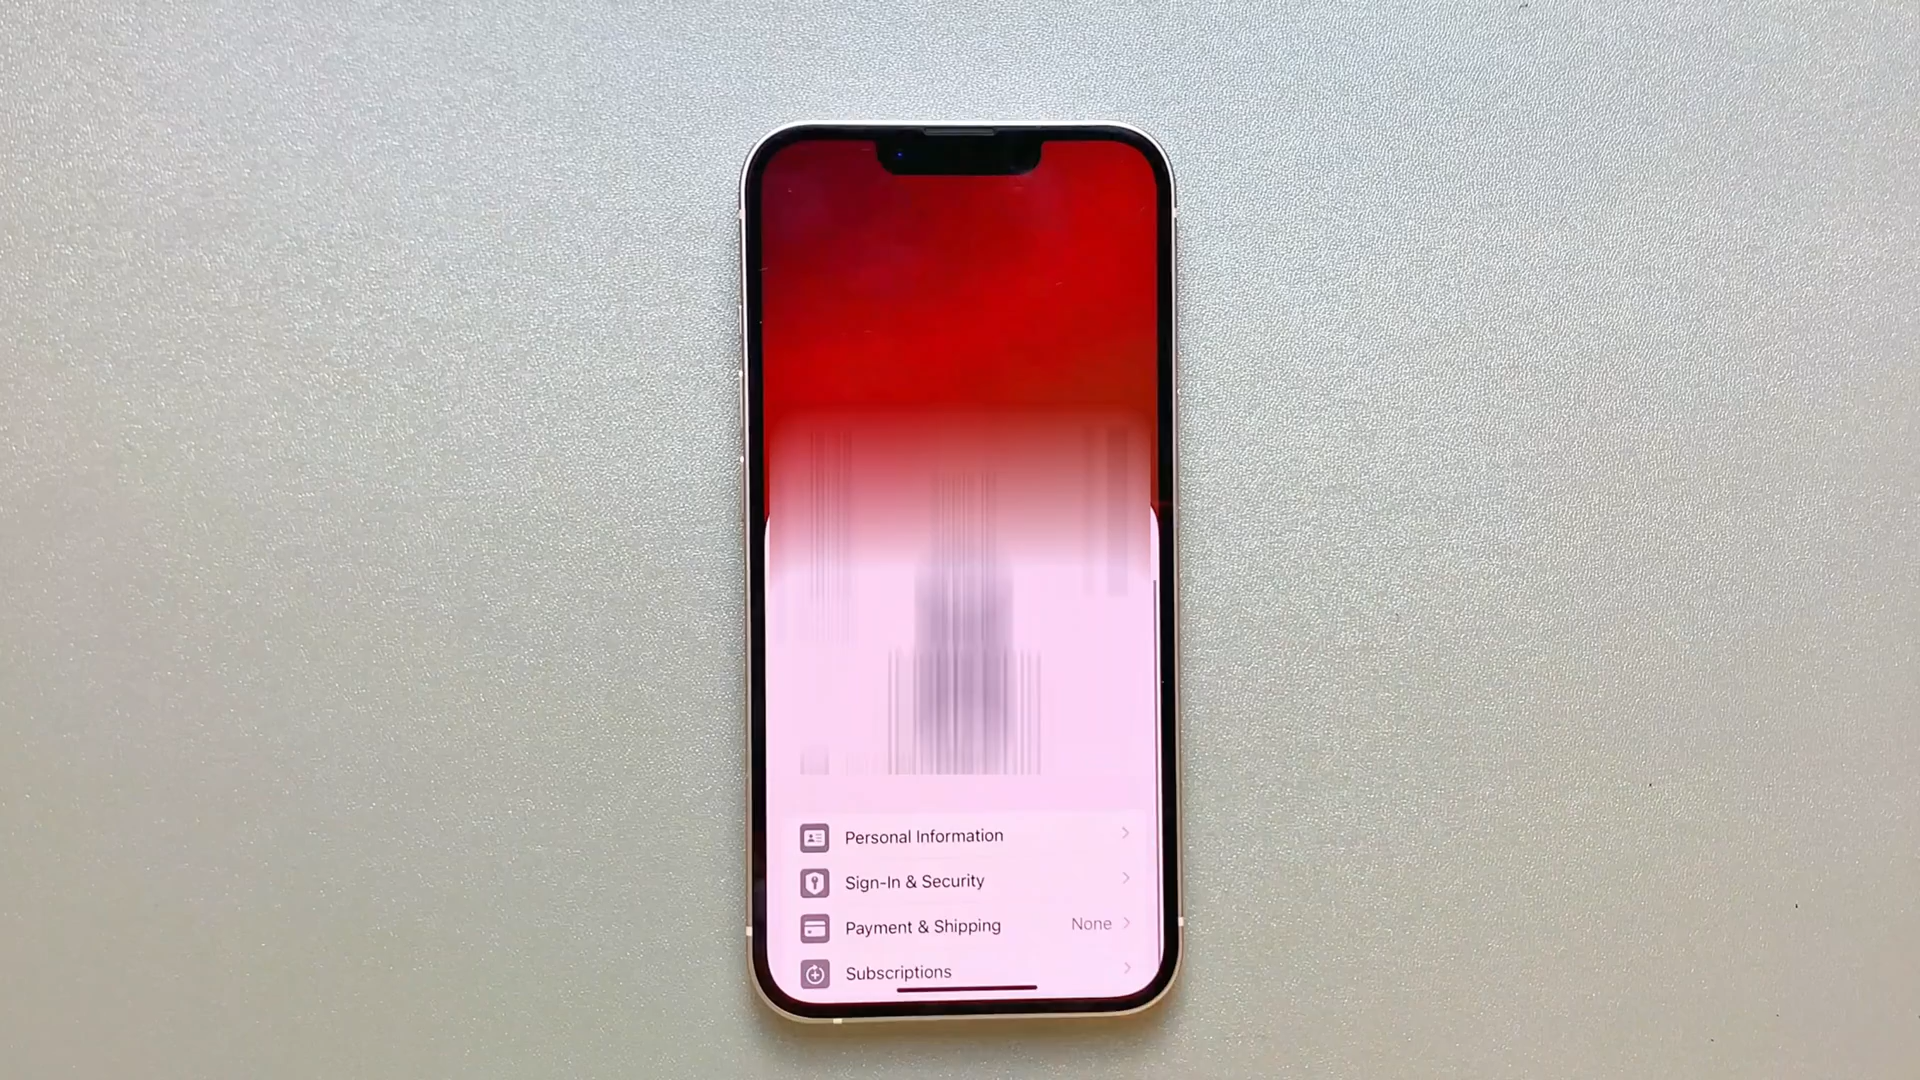 Personal Information
Sign-In & Security
Payment & Shipping None
Subscriptions